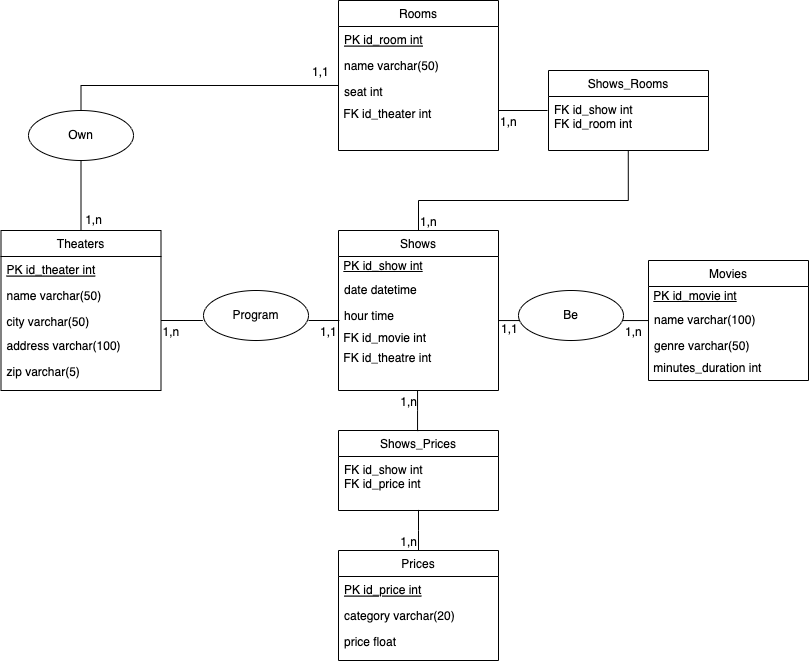 Rooms
PK id_room int
name varchar(50)
seat int
FK id_theater int
1,1
1,n
Shows_Rooms
FK id_show int
FK id_room int
Own
1,n
1,n
Theaters
PK id_theater int
name varchar(50)
city varchar(50)
address varchar(100)
zip varchar(5)
1,n
Program
1,1
Shows
PK id_show int
date datetime
hour time
FK id_movie int
FK id_theatre int
1,1
Be
1,n
Movies
PK id_movie int
name varchar(100)
genre varchar(50)
minutes_duration int
1,n
Shows_Prices
FK id_show int
FK id_price int
1,n
Prices
PK id_price int
category varchar(20)
price float